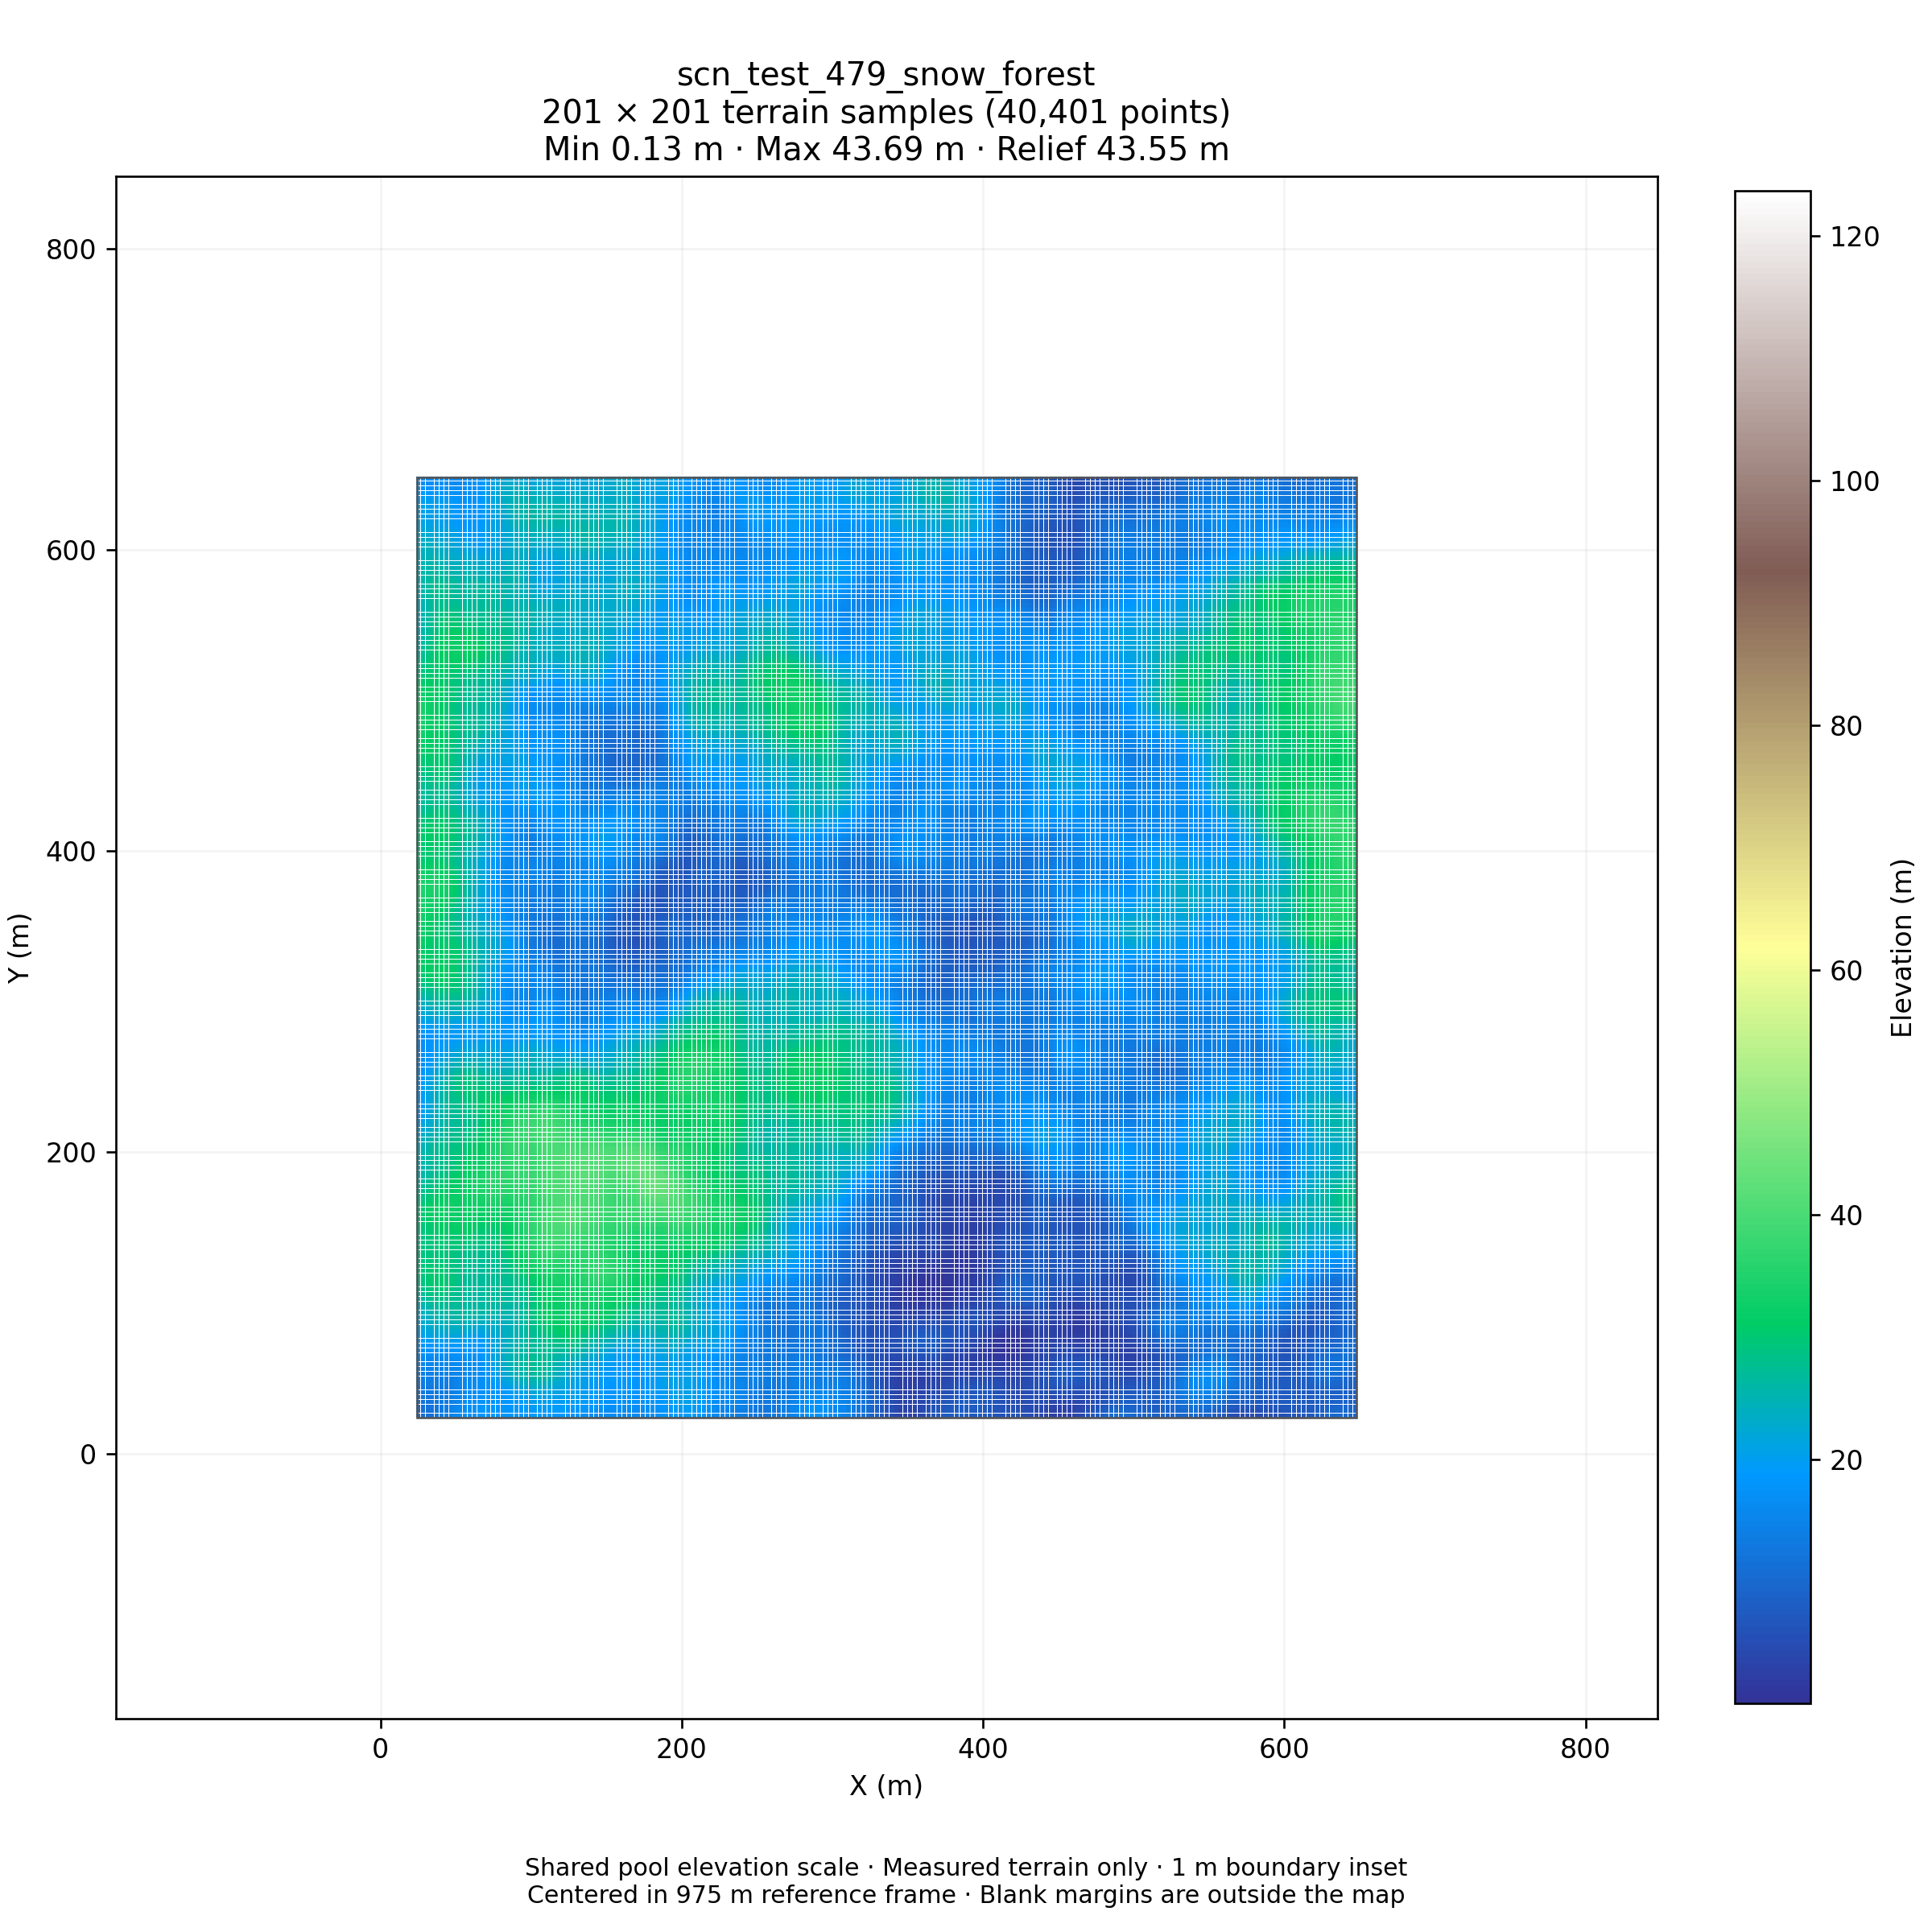 scn_test_479_snow_forest
201 × 201 terrain samples (40,401 points)
Min 0.13 m · Max 43.69 m · Relief 43.55 m
800
600
400
200
0
Y (m)
0
200
400
600
800
X (m)
120
100
80
60
40
20
Elevation (m)
Shared pool elevation scale · Measured terrain only · 1 m boundary inset
Centered in 975 m reference frame · Blank margins are outside the map